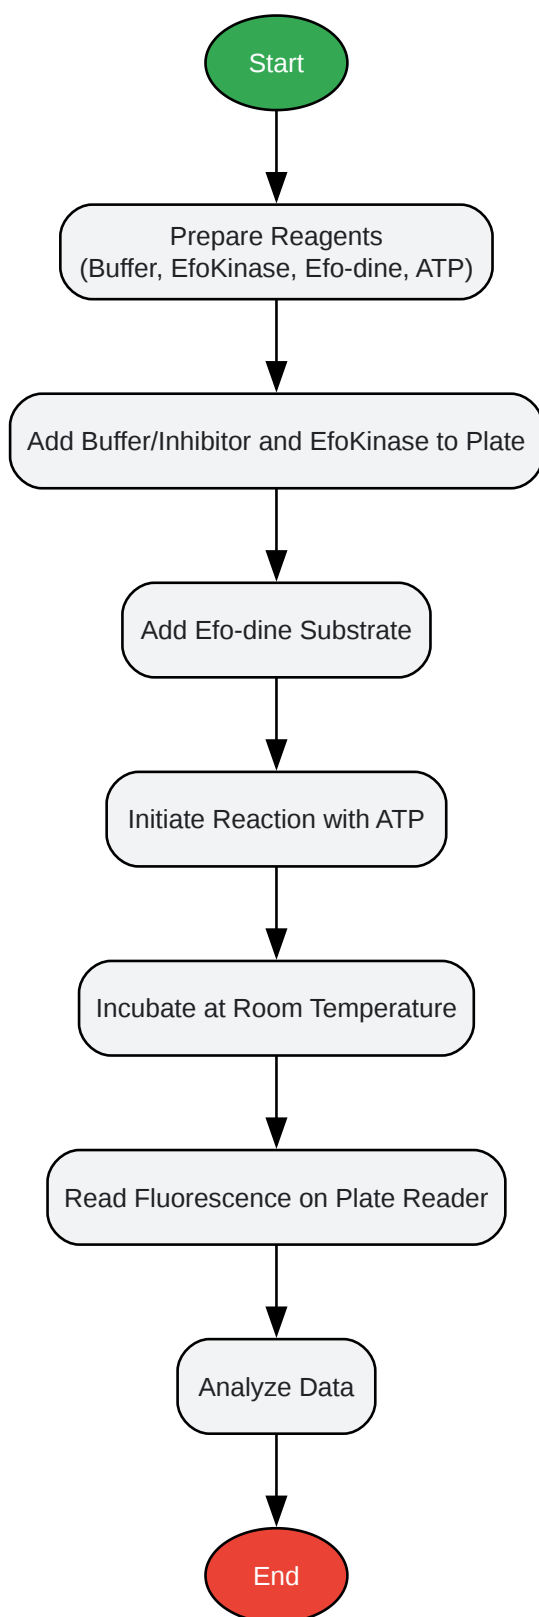 Start
Prepare Reagents
(Buffer, EfoKinase, Efo-dine, ATP)
Add Buffer/Inhibitor and EfoKinase to Plate
Add Efo-dine Substrate
Initiate Reaction with ATP
Incubate at Room Temperature
Read Fluorescence on Plate Reader
Analyze Data
End